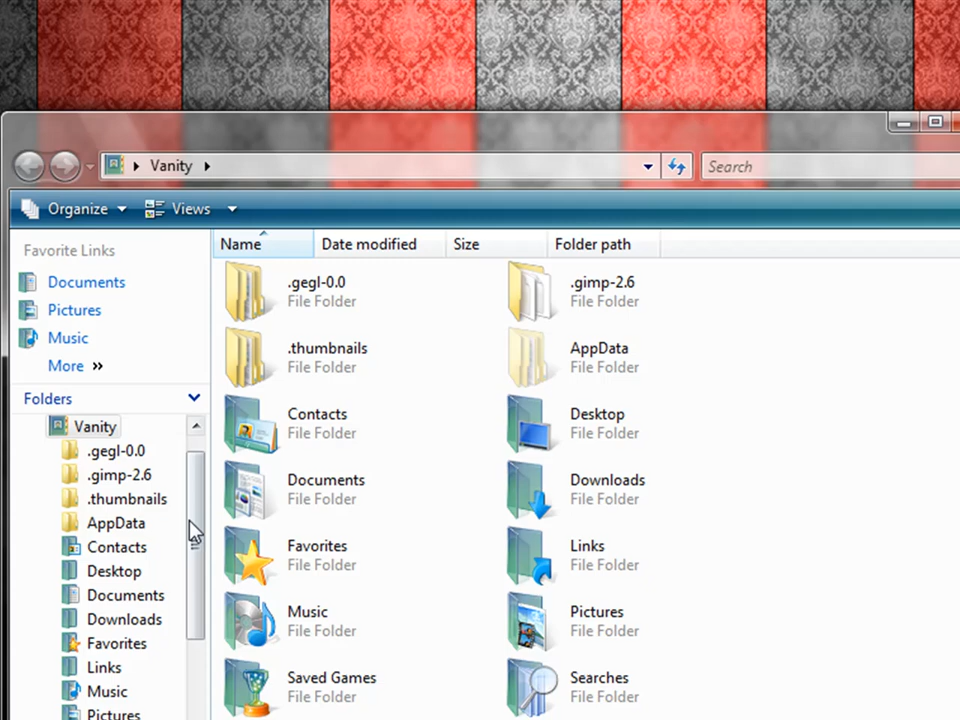 Vanity
Search
Organize
Views
Favorite Links
Documents
Pictures
Music
More »
Folders
Vanity
.gegl-0.0
.gimp-2.6
.thumbnails
AppData
Contacts
Desktop
Documents
Downloads
Favorites
Links
Music
Pictures
Name Date modified Size Folder path
.gegl-0.0
File Folder
.gimp-2.6
File Folder
.thumbnails
File Folder
AppData
File Folder
Contacts
File Folder
Desktop
File Folder
Documents
File Folder
Downloads
File Folder
Favorites
File Folder
Links
File Folder
Music
File Folder
Pictures
File Folder
Saved Games
File Folder
Searches
File Folder